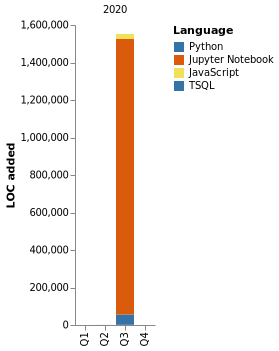 2020
Language
Python
Jupyter Notebook
JavaScript
TSQL
LOC added
1,600,000
1,400,000
1,200,000
1,000,000
800,000
600,000
400,000
200,000
0
Q1
Q2
Q3
Q4